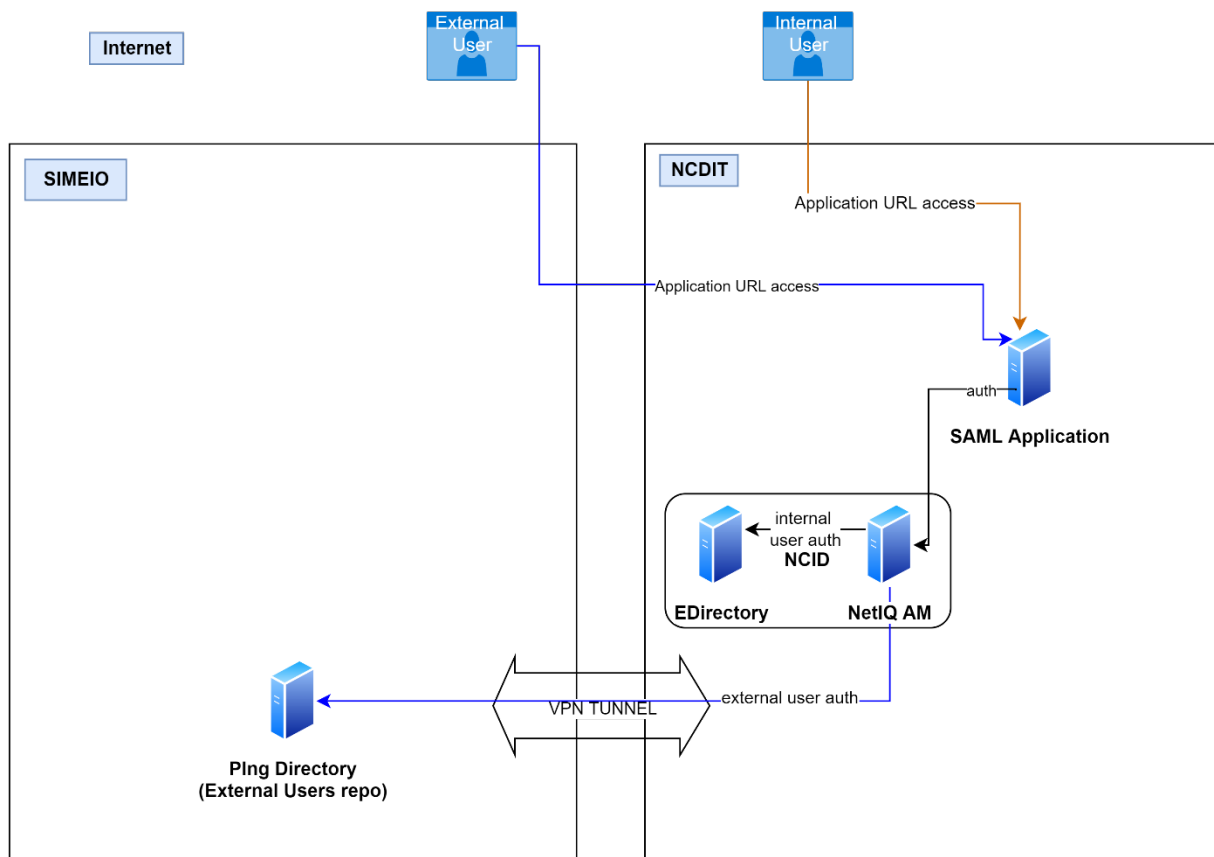 Internet
External
User
Internal
User
SIMEIO
NCDIT
Application URL access
Application URL access
auth
SAML Application
internal
user auth
NCID
EDirectory
NetIQ AM
external user auth
VPN TUNNEL
PIng Directory
(External Users repo)